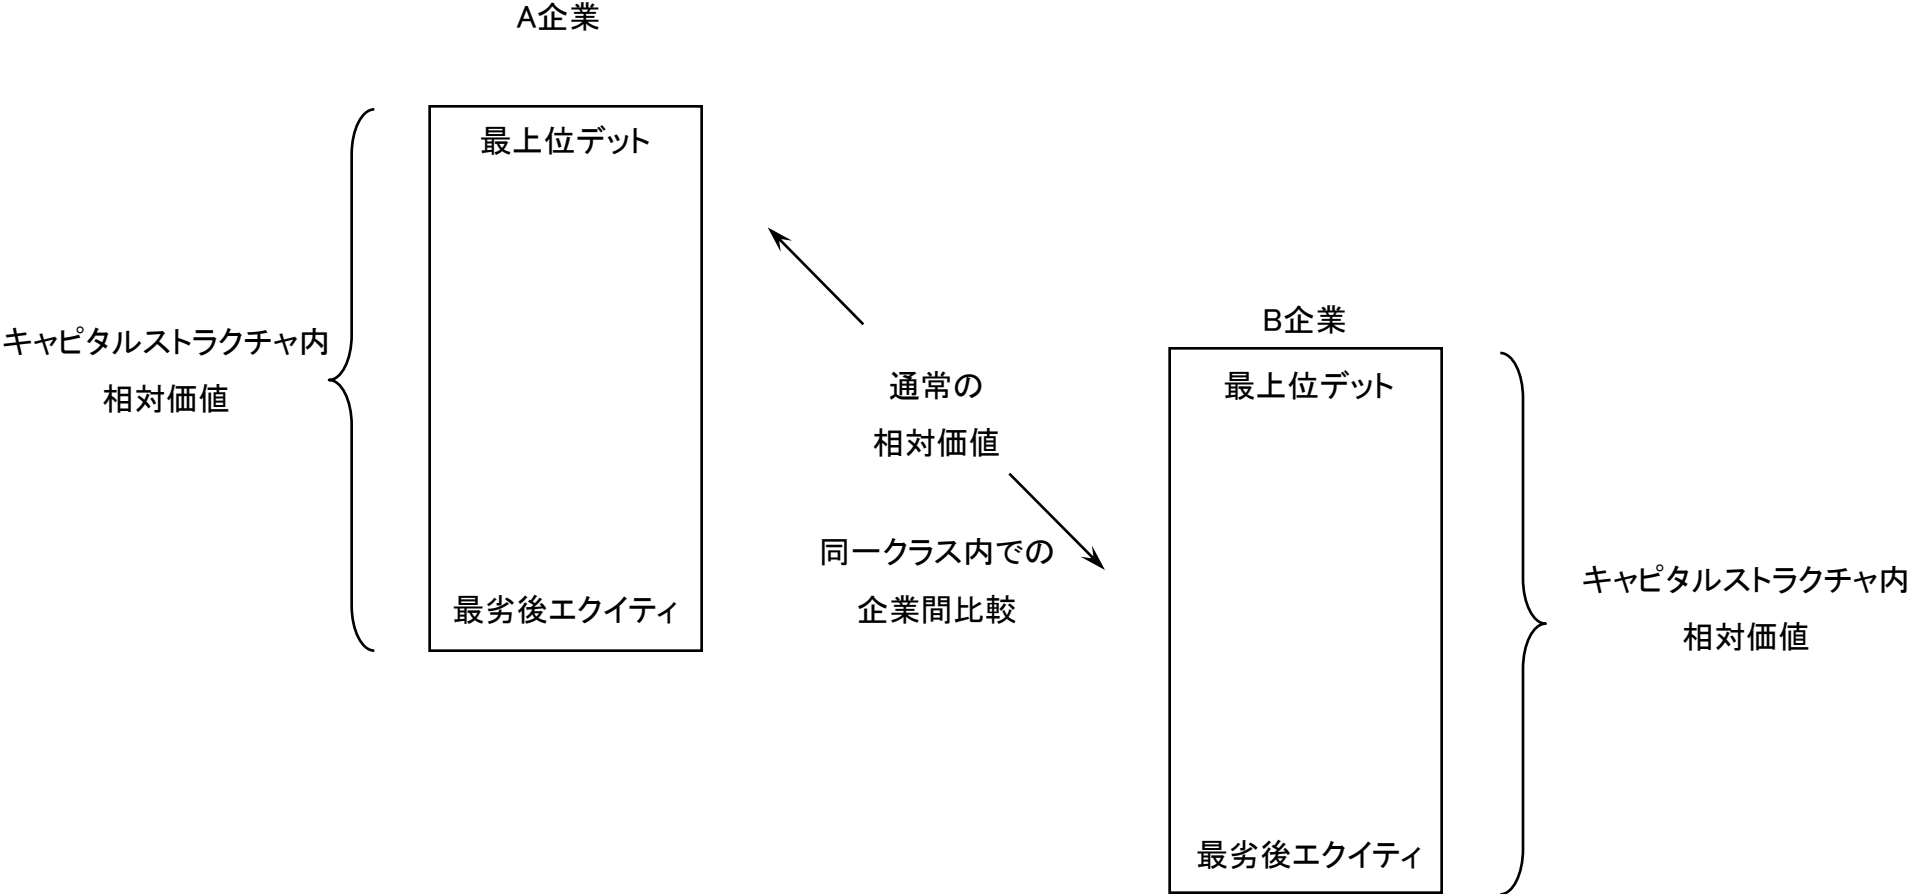 A企業
最上位デット
キャピタルストラクチャ内
相対価値
最劣後エクイティ
通常の
相対価値
同一クラス内での
企業間比較
B企業
最上位デット
最劣後エクイティ
キャピタルストラクチャ内
相対価値